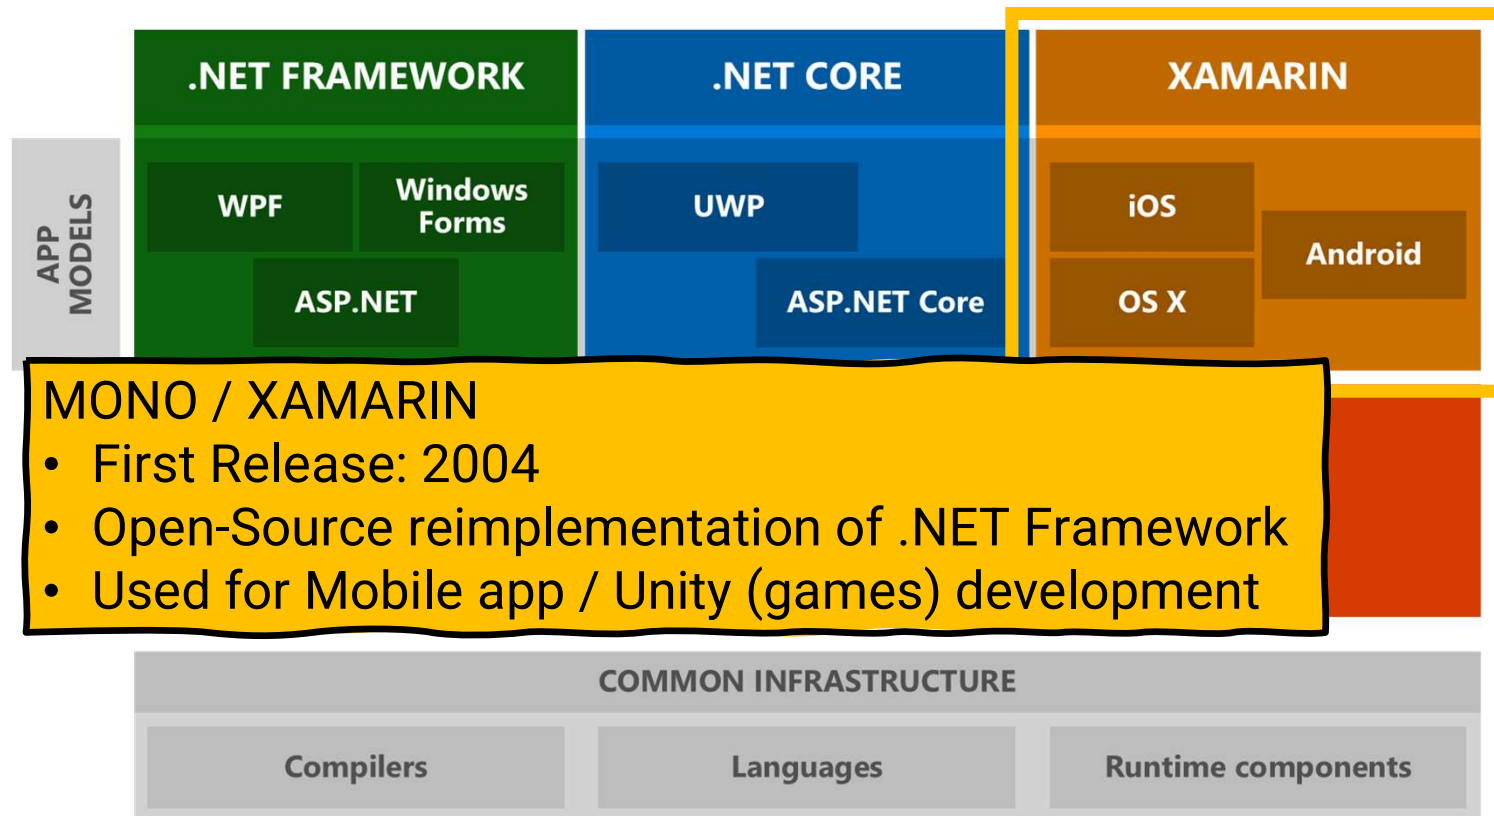 .NET FRAMEWORK
.NET CORE
XAMARIN
APP
MODELS
WPF
Windows
Forms
ASP.NET
UWP
ASP.NET Core
iOS
Android
OS X
MONO / XAMARIN
• First Release: 2004
• Open-Source reimplementation of .NET Framework
• Used for Mobile app / Unity (games) development
COMMON INFRASTRUCTURE
Compilers
Languages
Runtime components